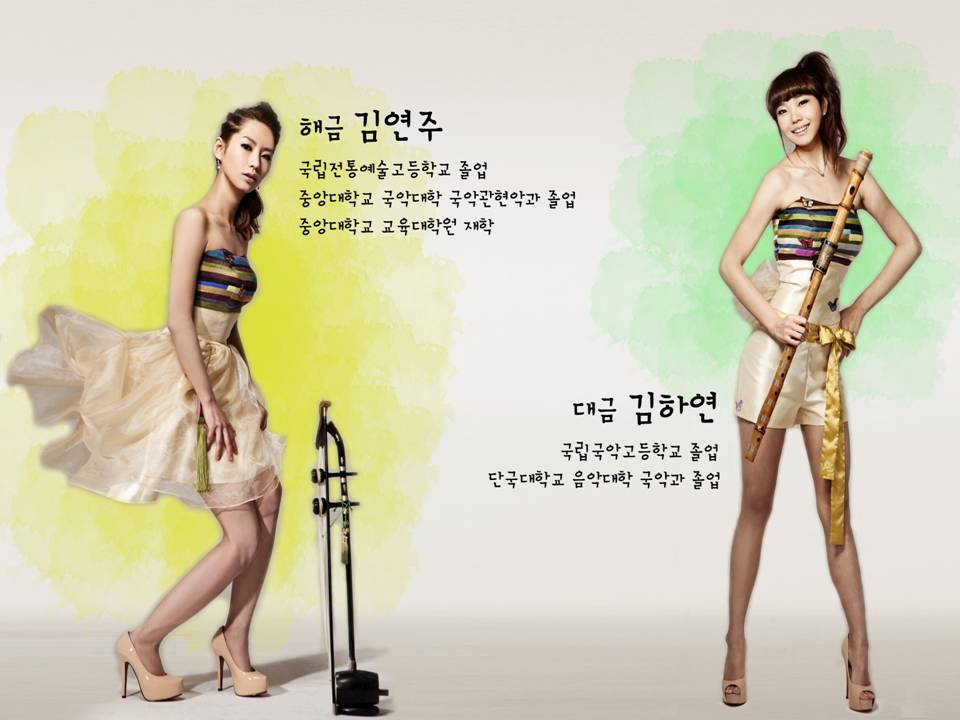 해금 김연주
국립전통예술고등학교 졸업
중앙대학교 국악대학 국악관현악과 졸업
중앙대학교 교육대학원 재학
대금 김하연
국립국악고등학교 졸업
단국대학교 음악대학 국악과 졸업